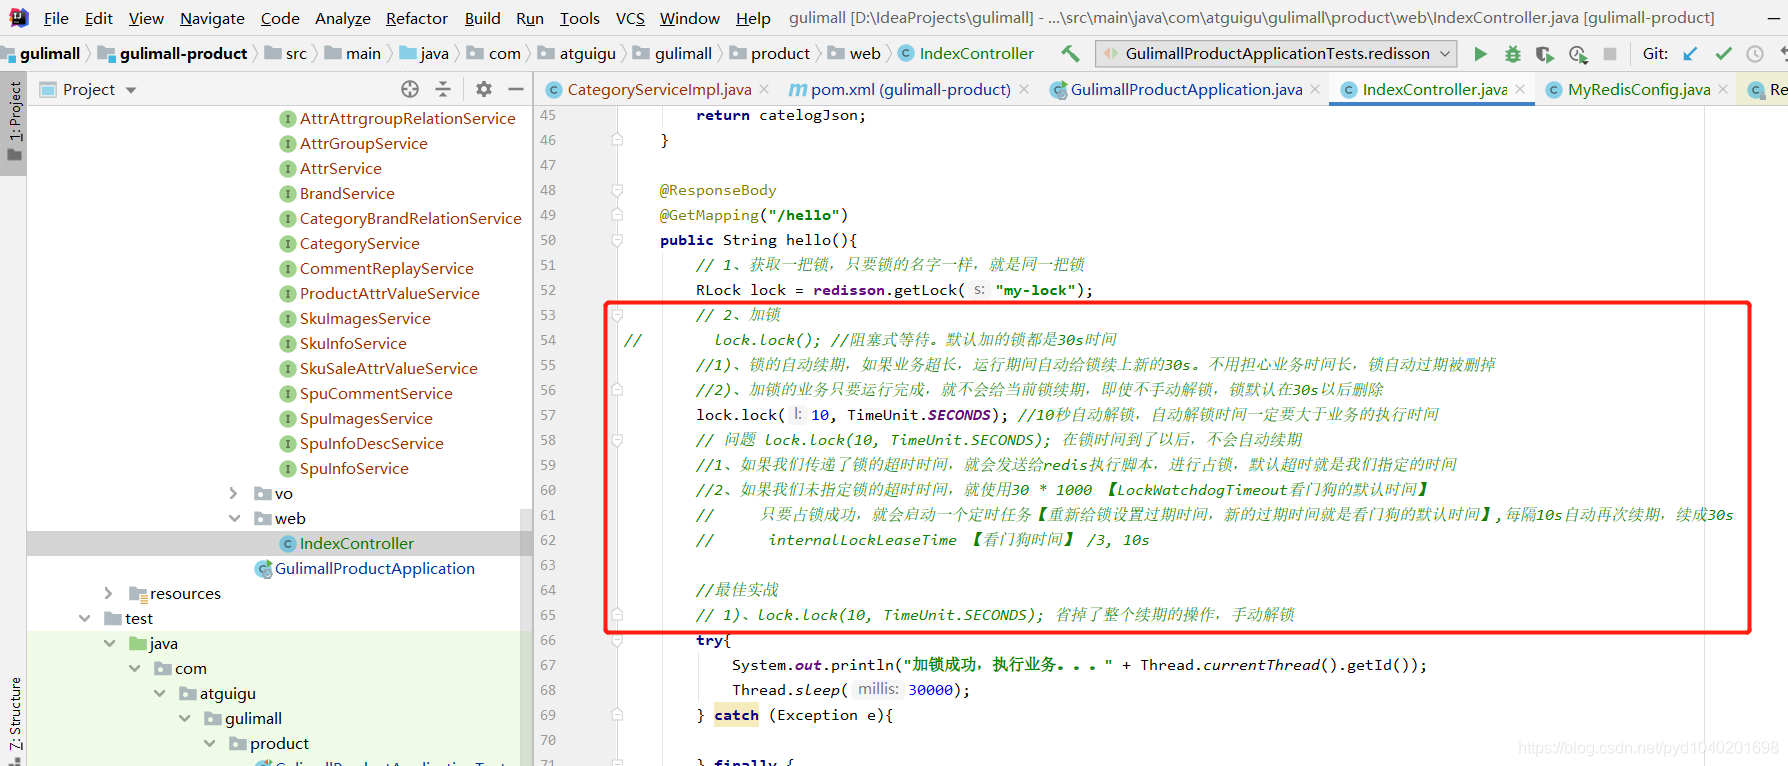 File Edit View Navigate Code Analyze Refactor Build Run Tools VCS Window Help gulimall [D:\IdeaProjects\gulimall] - ...\src\main\java\com\atguigu\gulimall\product\web\IndexController.java [gulimall-product]
gulimall gulimall-product src main java com atguigu gulimall product web IndexController GulimallProductApplicationTests.redisson Git:
Project CategoryServiceImpl.java pom.xml (gulimall-product) GulimallProductApplication.java IndexController.java MyRedisConfig.java Re
1: Project
7: Structure
AttrAttrgroupRelationService
AttrGroupService
AttrService
BrandService
CategoryBrandRelationService
CategoryService
CommentReplayService
ProductAttrValueService
SkuImagesService
SkuInfoService
SkuSaleAttrValueService
SpuCommentService
SpuImagesService
SpuInfoDescService
SpuInfoService
vo
web
IndexController
GulimallProductApplication
resources
test
java
com
atguigu
gulimall
product
45 return catelogJson;
46 }
47
48 @ResponseBody
49 @GetMapping("/hello")
50 public String hello(){
51 // 1、获取一把锁，只要锁的名字一样，就是同一把锁
52 RLock lock = redisson.getLock( s: "my-lock");
53 // 2、加锁
54 // lock.lock(); //阻塞式等待。默认加的锁都是30s时间
55 //1)、锁的自动续期，如果业务超长，运行期间自动给锁续上新的30s。不用担心业务时间长，锁自动过期被删掉
56 //2)、加锁的业务只要运行完成，就不会给当前锁续期，即使不手动解锁，锁默认在30s以后删除
57 lock.lock( l: 10, TimeUnit.SECONDS); //10秒自动解锁，自动解锁时间一定要大于业务的执行时间
58 // 问题 lock.lock(10, TimeUnit.SECONDS); 在锁时间到了以后，不会自动续期
59 //1、如果我们传递了锁的超时时间，就会发送给redis执行脚本，进行占锁，默认超时就是我们指定的时间
60 //2、如果我们未指定锁的超时时间，就使用30 * 1000 【LockWatchdogTimeout看门狗的默认时间】
61 // 只要占锁成功，就会启动一个定时任务【重新给锁设置过期时间，新的过期时间就是看门狗的默认时间】,每隔10s自动再次续期，续成30s
62 // internalLockLeaseTime 【看门狗时间】 /3, 10s
63
64 //最佳实战
65 // 1)、lock.lock(10, TimeUnit.SECONDS); 省掉了整个续期的操作，手动解锁
66 try{
67 System.out.println("加锁成功，执行业务。。。" + Thread.currentThread().getId());
68 Thread.sleep( millis: 30000);
69 } catch (Exception e){
70
71 } finally {
https://blog.csdn.net/pyd1040201698